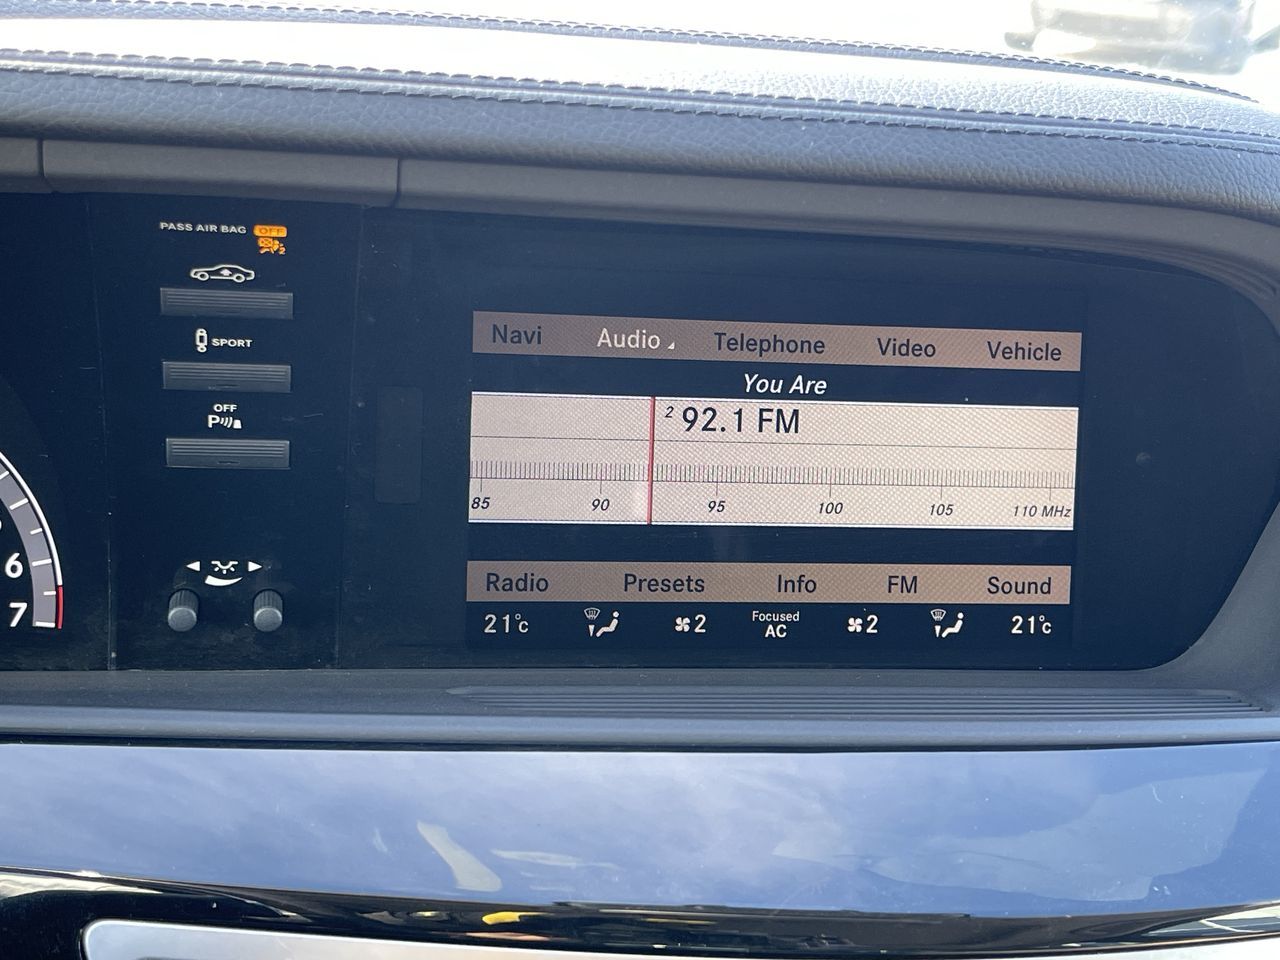 PASS AIR BAG OFF
2
SPORT
OFF
P
6
7
Navi Audio Telephone Video Vehicle
You Are
2 92.1 FM
85 90 95 100 105 110 MHz
Radio Presets Info FM Sound
21°C 2 Focused AC 2 21°C